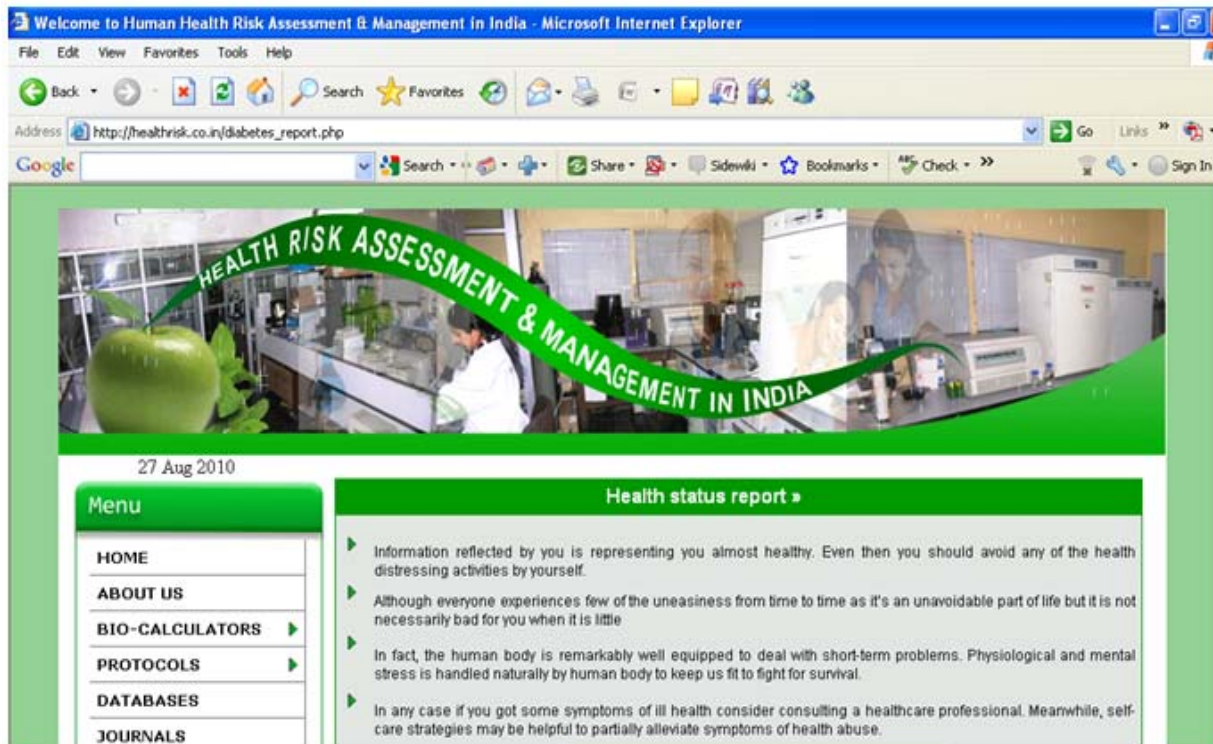 Welcome to Human Health Risk Assessment & Management in India - Microsoft Internet Explorer
File Edit View Favorites Tools Help
Back Search Favorites
Address http://healthrisk.co.in/diabetes_report.php Go Links »
Google Search Share Sidewiki Bookmarks ABC Check » Sign In
HEALTH RISK ASSESSMENT & MANAGEMENT IN INDIA
27 Aug 2010
Menu
HOME
ABOUT US
BIO-CALCULATORS
PROTOCOLS
DATABASES
JOURNALS
Health status report »
Information reflected by you is representing you almost healthy. Even then you should avoid any of the health
distressing activities by yourself.
Although everyone experiences few of the uneasiness from time to time as it's an unavoidable part of life but it is not
necessarily bad for you when it is little
In fact, the human body is remarkably well equipped to deal with short-term problems. Physiological and mental
stress is handled naturally by human body to keep us fit to fight for survival.
In any case if you got some symptoms of ill health consider consulting a healthcare professional. Meanwhile, self-
care strategies may be helpful to partially alleviate symptoms of health abuse.